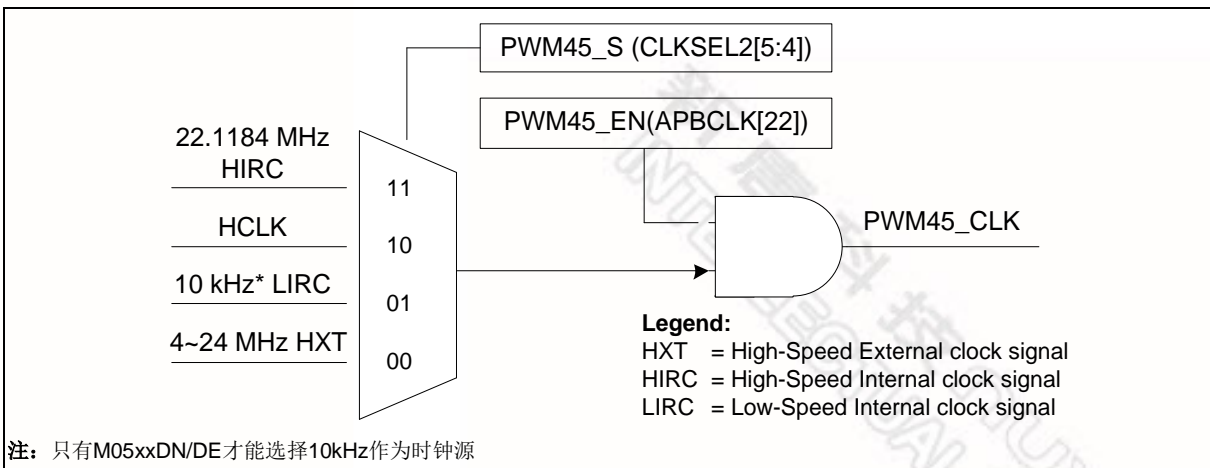 PWM45_S (CLKSEL2[5:4])
PWM45_EN(APBCLK[22])
22.1184 MHz
HIRC
11
HCLK
10
10 kHz* LIRC
01
4~24 MHz HXT
00
PWM45_CLK
Legend:
HXT = High-Speed External clock signal
HIRC = High-Speed Internal clock signal
LIRC = Low-Speed Internal clock signal
注：只有M05xxDN/DE才能选择10kHz作为时钟源